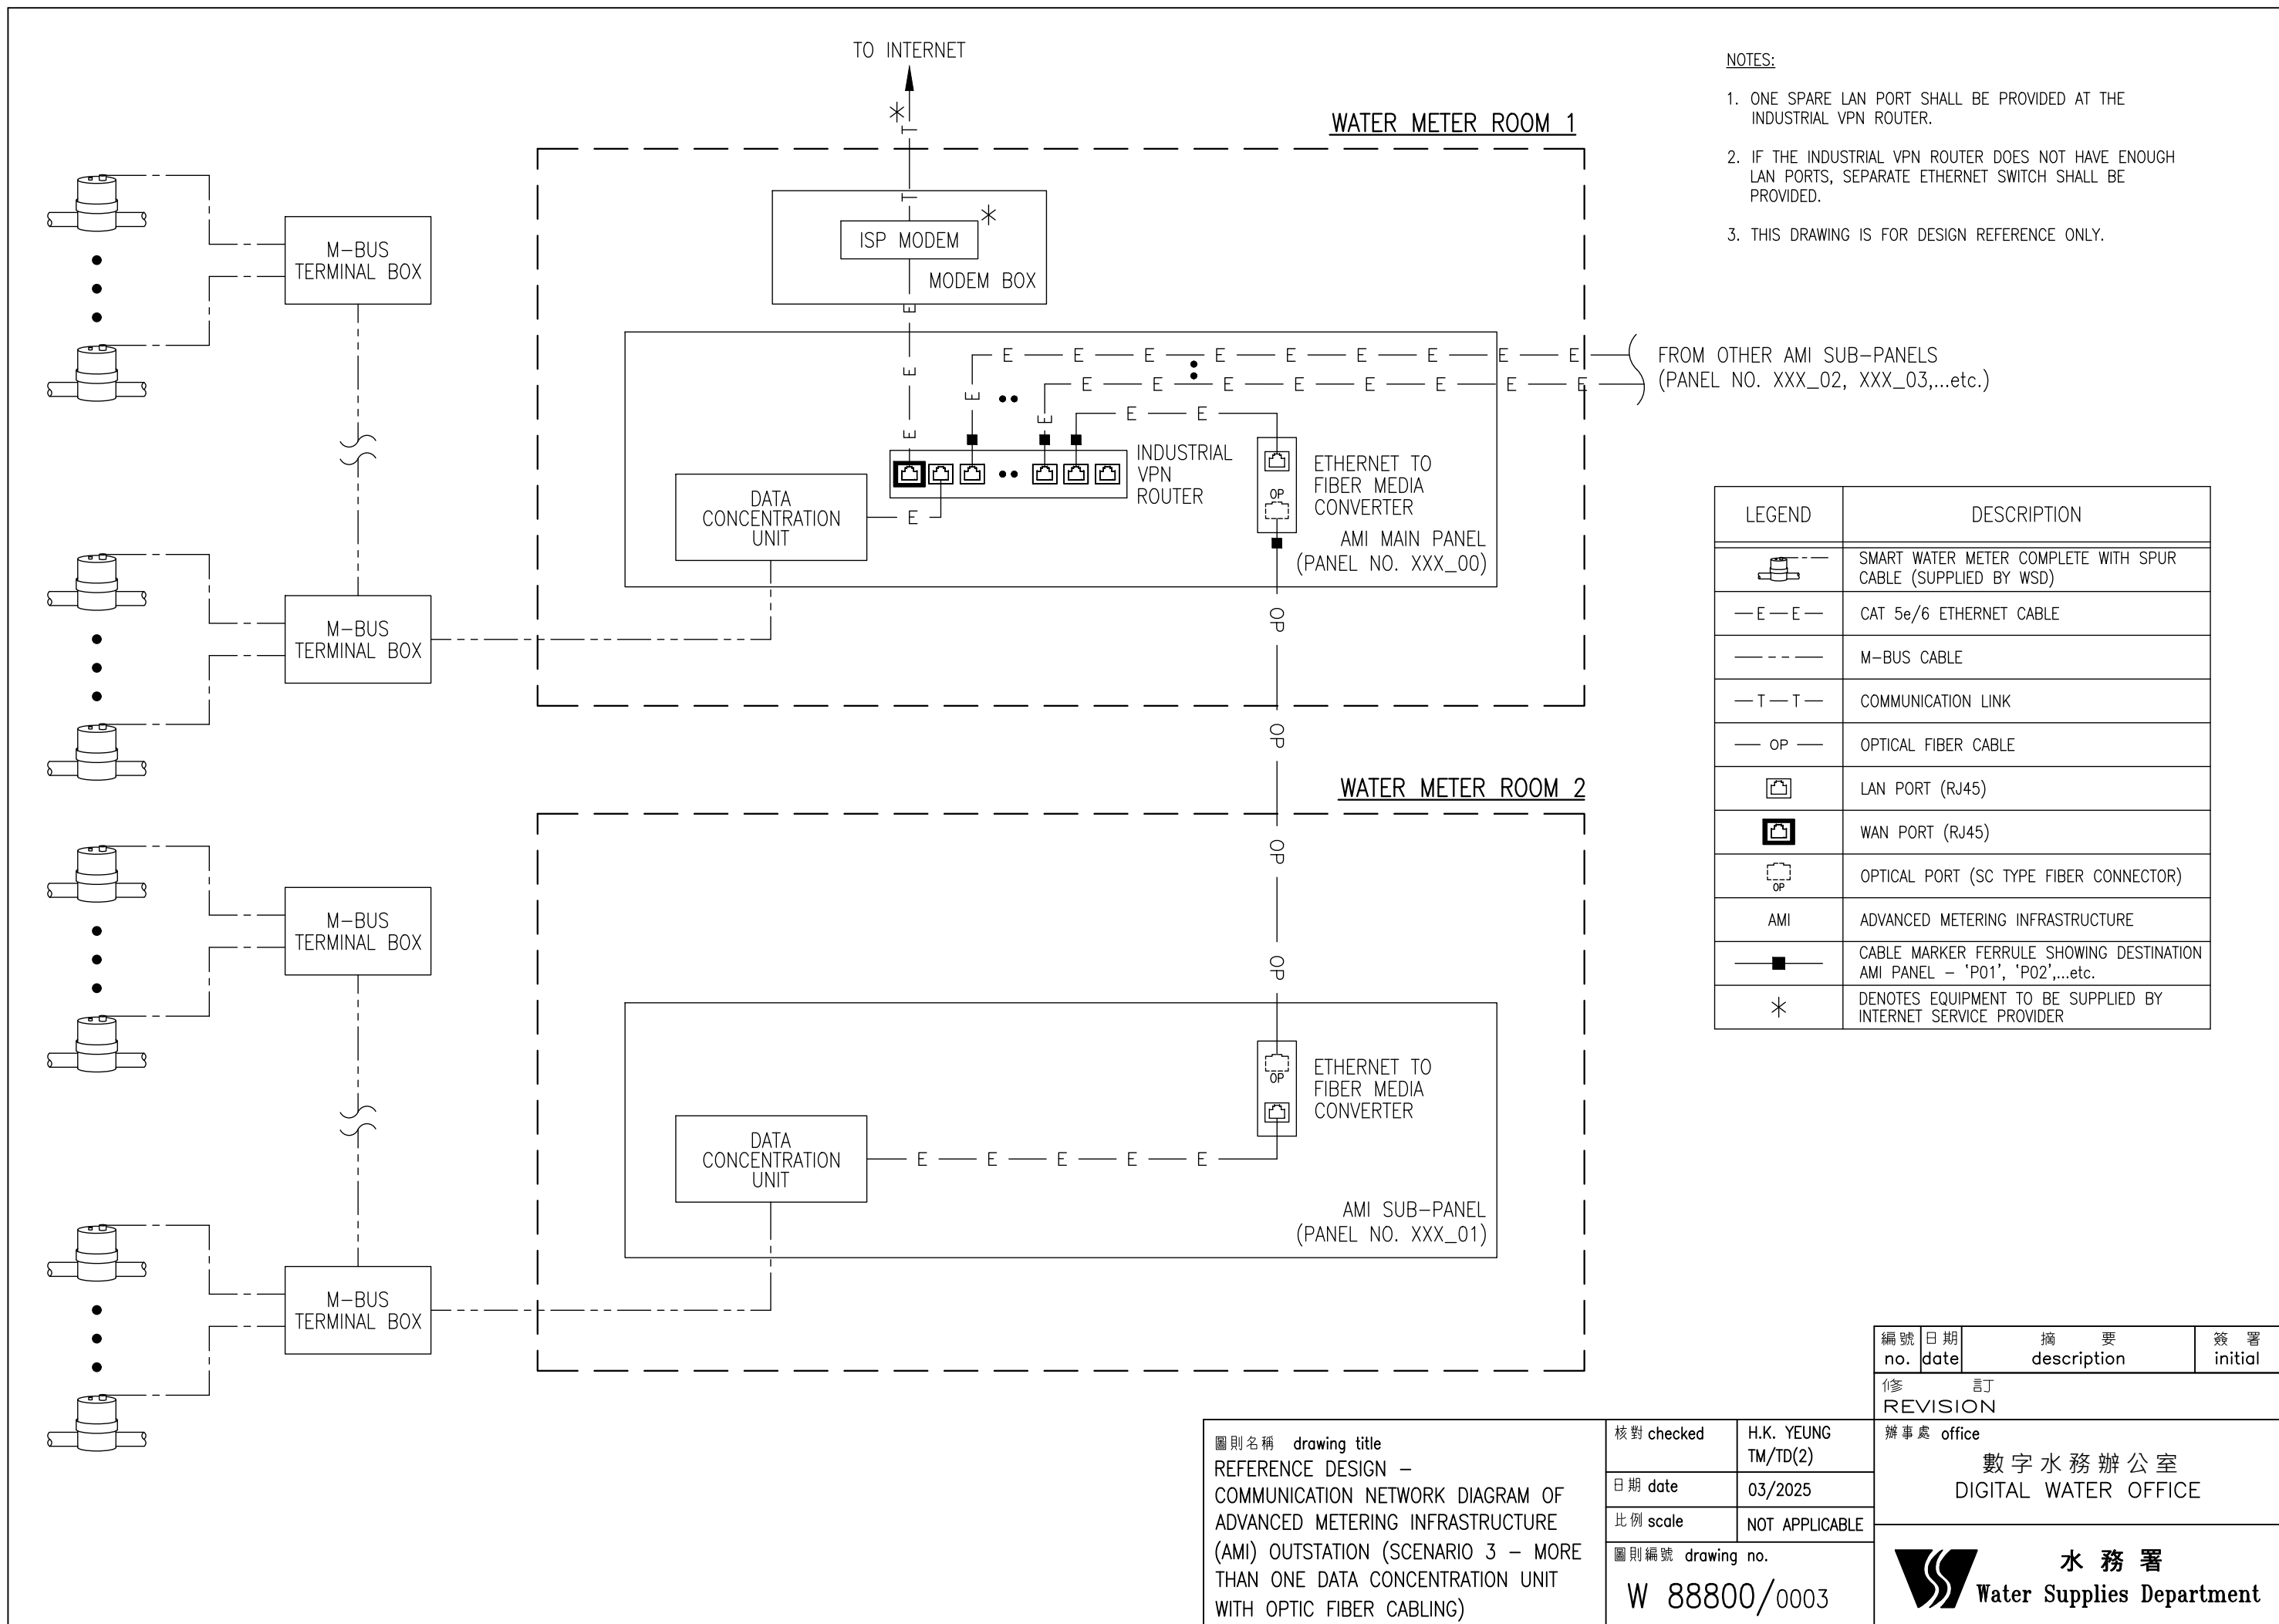 TO INTERNET
WATER METER ROOM 1
T
T
ISP MODEM
MODEM BOX
M-BUS
TERMINAL BOX
E
E
E
E E E E E E E E E
E E E E E E E E
E
E
E E
FROM OTHER AMI SUB-PANELS
(PANEL NO. XXX_02, XXX_03,...etc.)
INDUSTRIAL
VPN
ROUTER
ETHERNET TO
FIBER MEDIA
CONVERTER
OP
DATA
CONCENTRATION
UNIT
E
AMI MAIN PANEL
(PANEL NO. XXX_00)
M-BUS
TERMINAL BOX
OP
OP
WATER METER ROOM 2
OP
OP
M-BUS
TERMINAL BOX
OP
ETHERNET TO
FIBER MEDIA
CONVERTER
DATA
CONCENTRATION
UNIT
E E E E E
AMI SUB-PANEL
(PANEL NO. XXX_01)
M-BUS
TERMINAL BOX
NOTES:
1. ONE SPARE LAN PORT SHALL BE PROVIDED AT THE
INDUSTRIAL VPN ROUTER.
2. IF THE INDUSTRIAL VPN ROUTER DOES NOT HAVE ENOUGH
LAN PORTS, SEPARATE ETHERNET SWITCH SHALL BE
PROVIDED.
3. THIS DRAWING IS FOR DESIGN REFERENCE ONLY.
LEGEND DESCRIPTION
SMART WATER METER COMPLETE WITH SPUR
CABLE (SUPPLIED BY WSD)
E E CAT 5e/6 ETHERNET CABLE
M-BUS CABLE
T T COMMUNICATION LINK
OP OPTICAL FIBER CABLE
LAN PORT (RJ45)
WAN PORT (RJ45)
OP OPTICAL PORT (SC TYPE FIBER CONNECTOR)
AMI ADVANCED METERING INFRASTRUCTURE
CABLE MARKER FERRULE SHOWING DESTINATION
AMI PANEL - 'P01', 'P02',...etc.
DENOTES EQUIPMENT TO BE SUPPLIED BY
INTERNET SERVICE PROVIDER
編號 日期 摘要 簽署
no. date description initial
修訂
REVISION
圖則名稱 drawing title
REFERENCE DESIGN -
COMMUNICATION NETWORK DIAGRAM OF
ADVANCED METERING INFRASTRUCTURE
(AMI) OUTSTATION (SCENARIO 3 - MORE
THAN ONE DATA CONCENTRATION UNIT
WITH OPTIC FIBER CABLING)
核對 checked H.K. YEUNG
TM/TD(2)
日期 date 03/2025
比例 scale NOT APPLICABLE
圖則編號 drawing no.
W 88800/0003
辦事處 office
數字水務辦公室
DIGITAL WATER OFFICE
水務署
Water Supplies Department